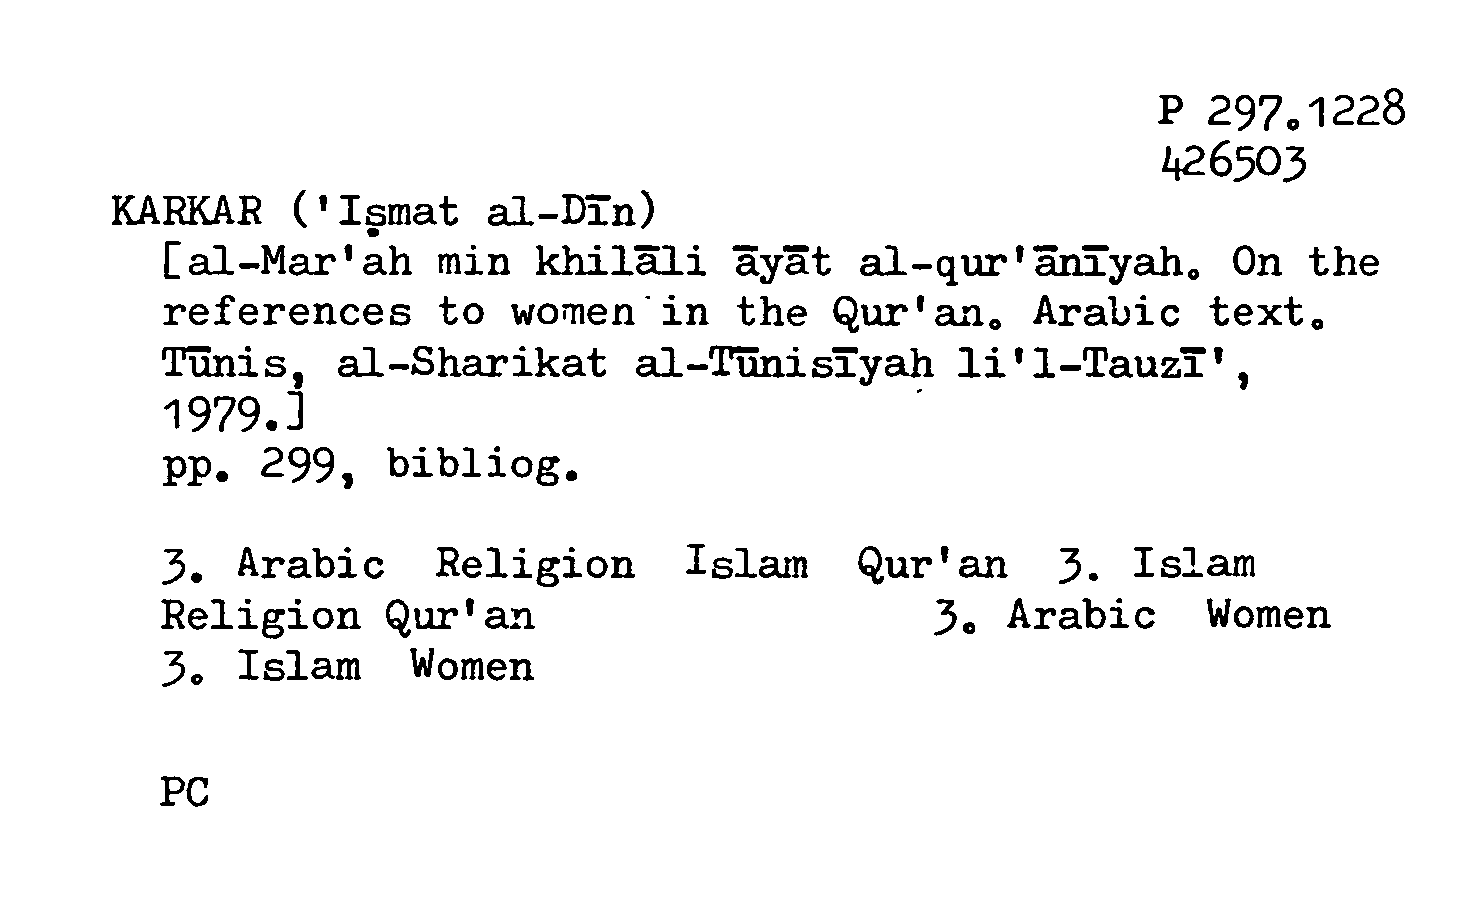 P 297.1228
426503
KARKAR ('Iṣmat al-Dīn)
[al-Mar'ah min khilāli āyāt al-qur'ānīyah. On the
references to women in the Qur'an. Arabic text.
Tūnis, al-Sharikat al-Tūnisīyah li'l-Tauzī',
1979.]
pp. 299, bibliog.
3. Arabic Religion Islam Qur'an 3. Islam
Religion Qur'an 3. Arabic Women
3. Islam Women
PC